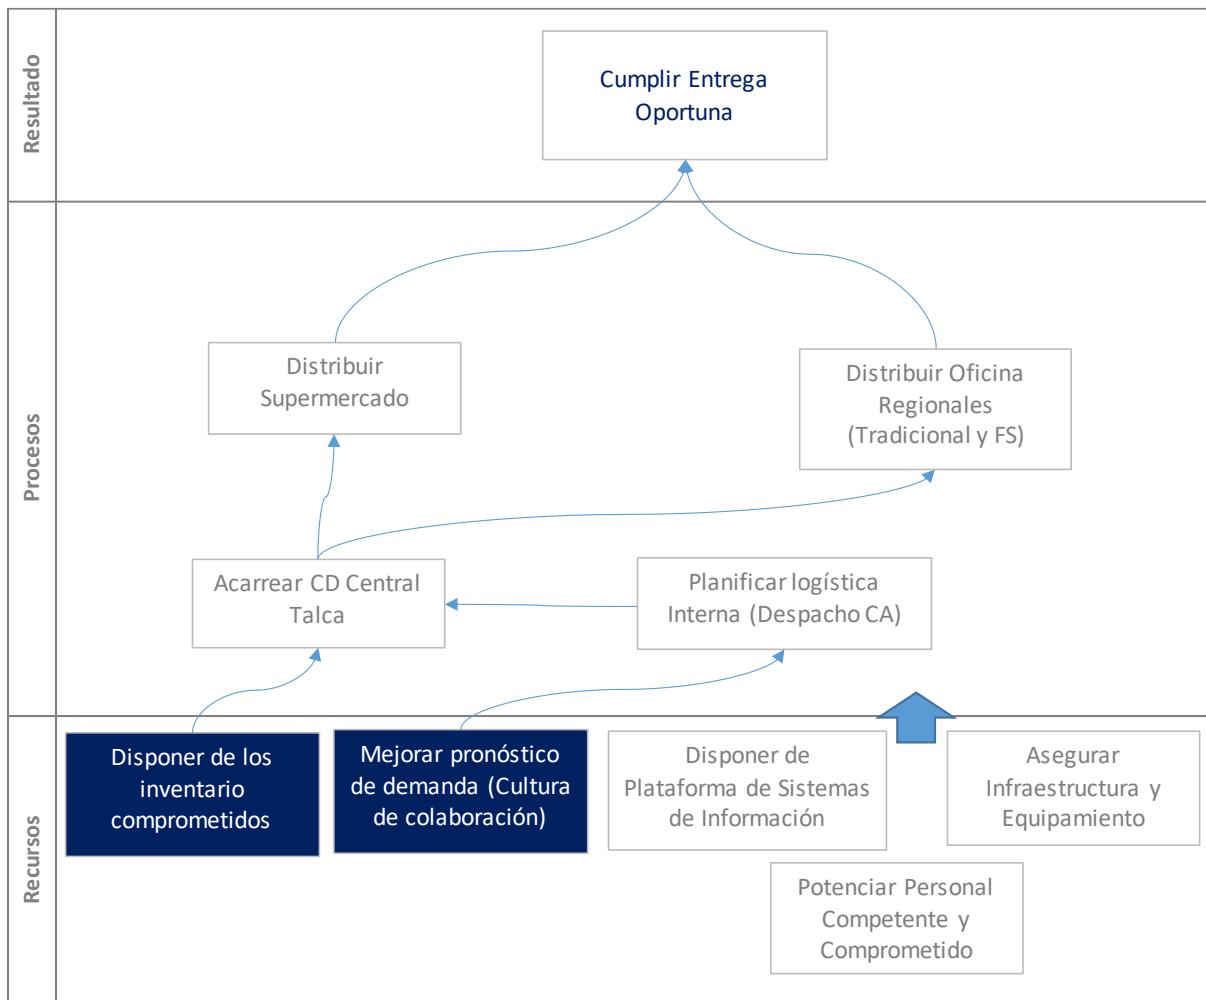 Resultado
Cumplir Entrega
Oportuna
Procesos
Distribuir
Supermercado
Distribuir Oficina
Regionales
(Tradicional y FS)
Acarrear CD Central
Talca
Planificar logística
Interna (Despacho CA)
Recursos
Disponer de los
inventario
comprometidos
Mejorar pronóstico
de demanda (Cultura
de colaboración)
Disponer de
Plataforma de Sistemas
de Información
Asegurar
Infraestructura y
Equipamiento
Potenciar Personal
Competente y
Comprometido